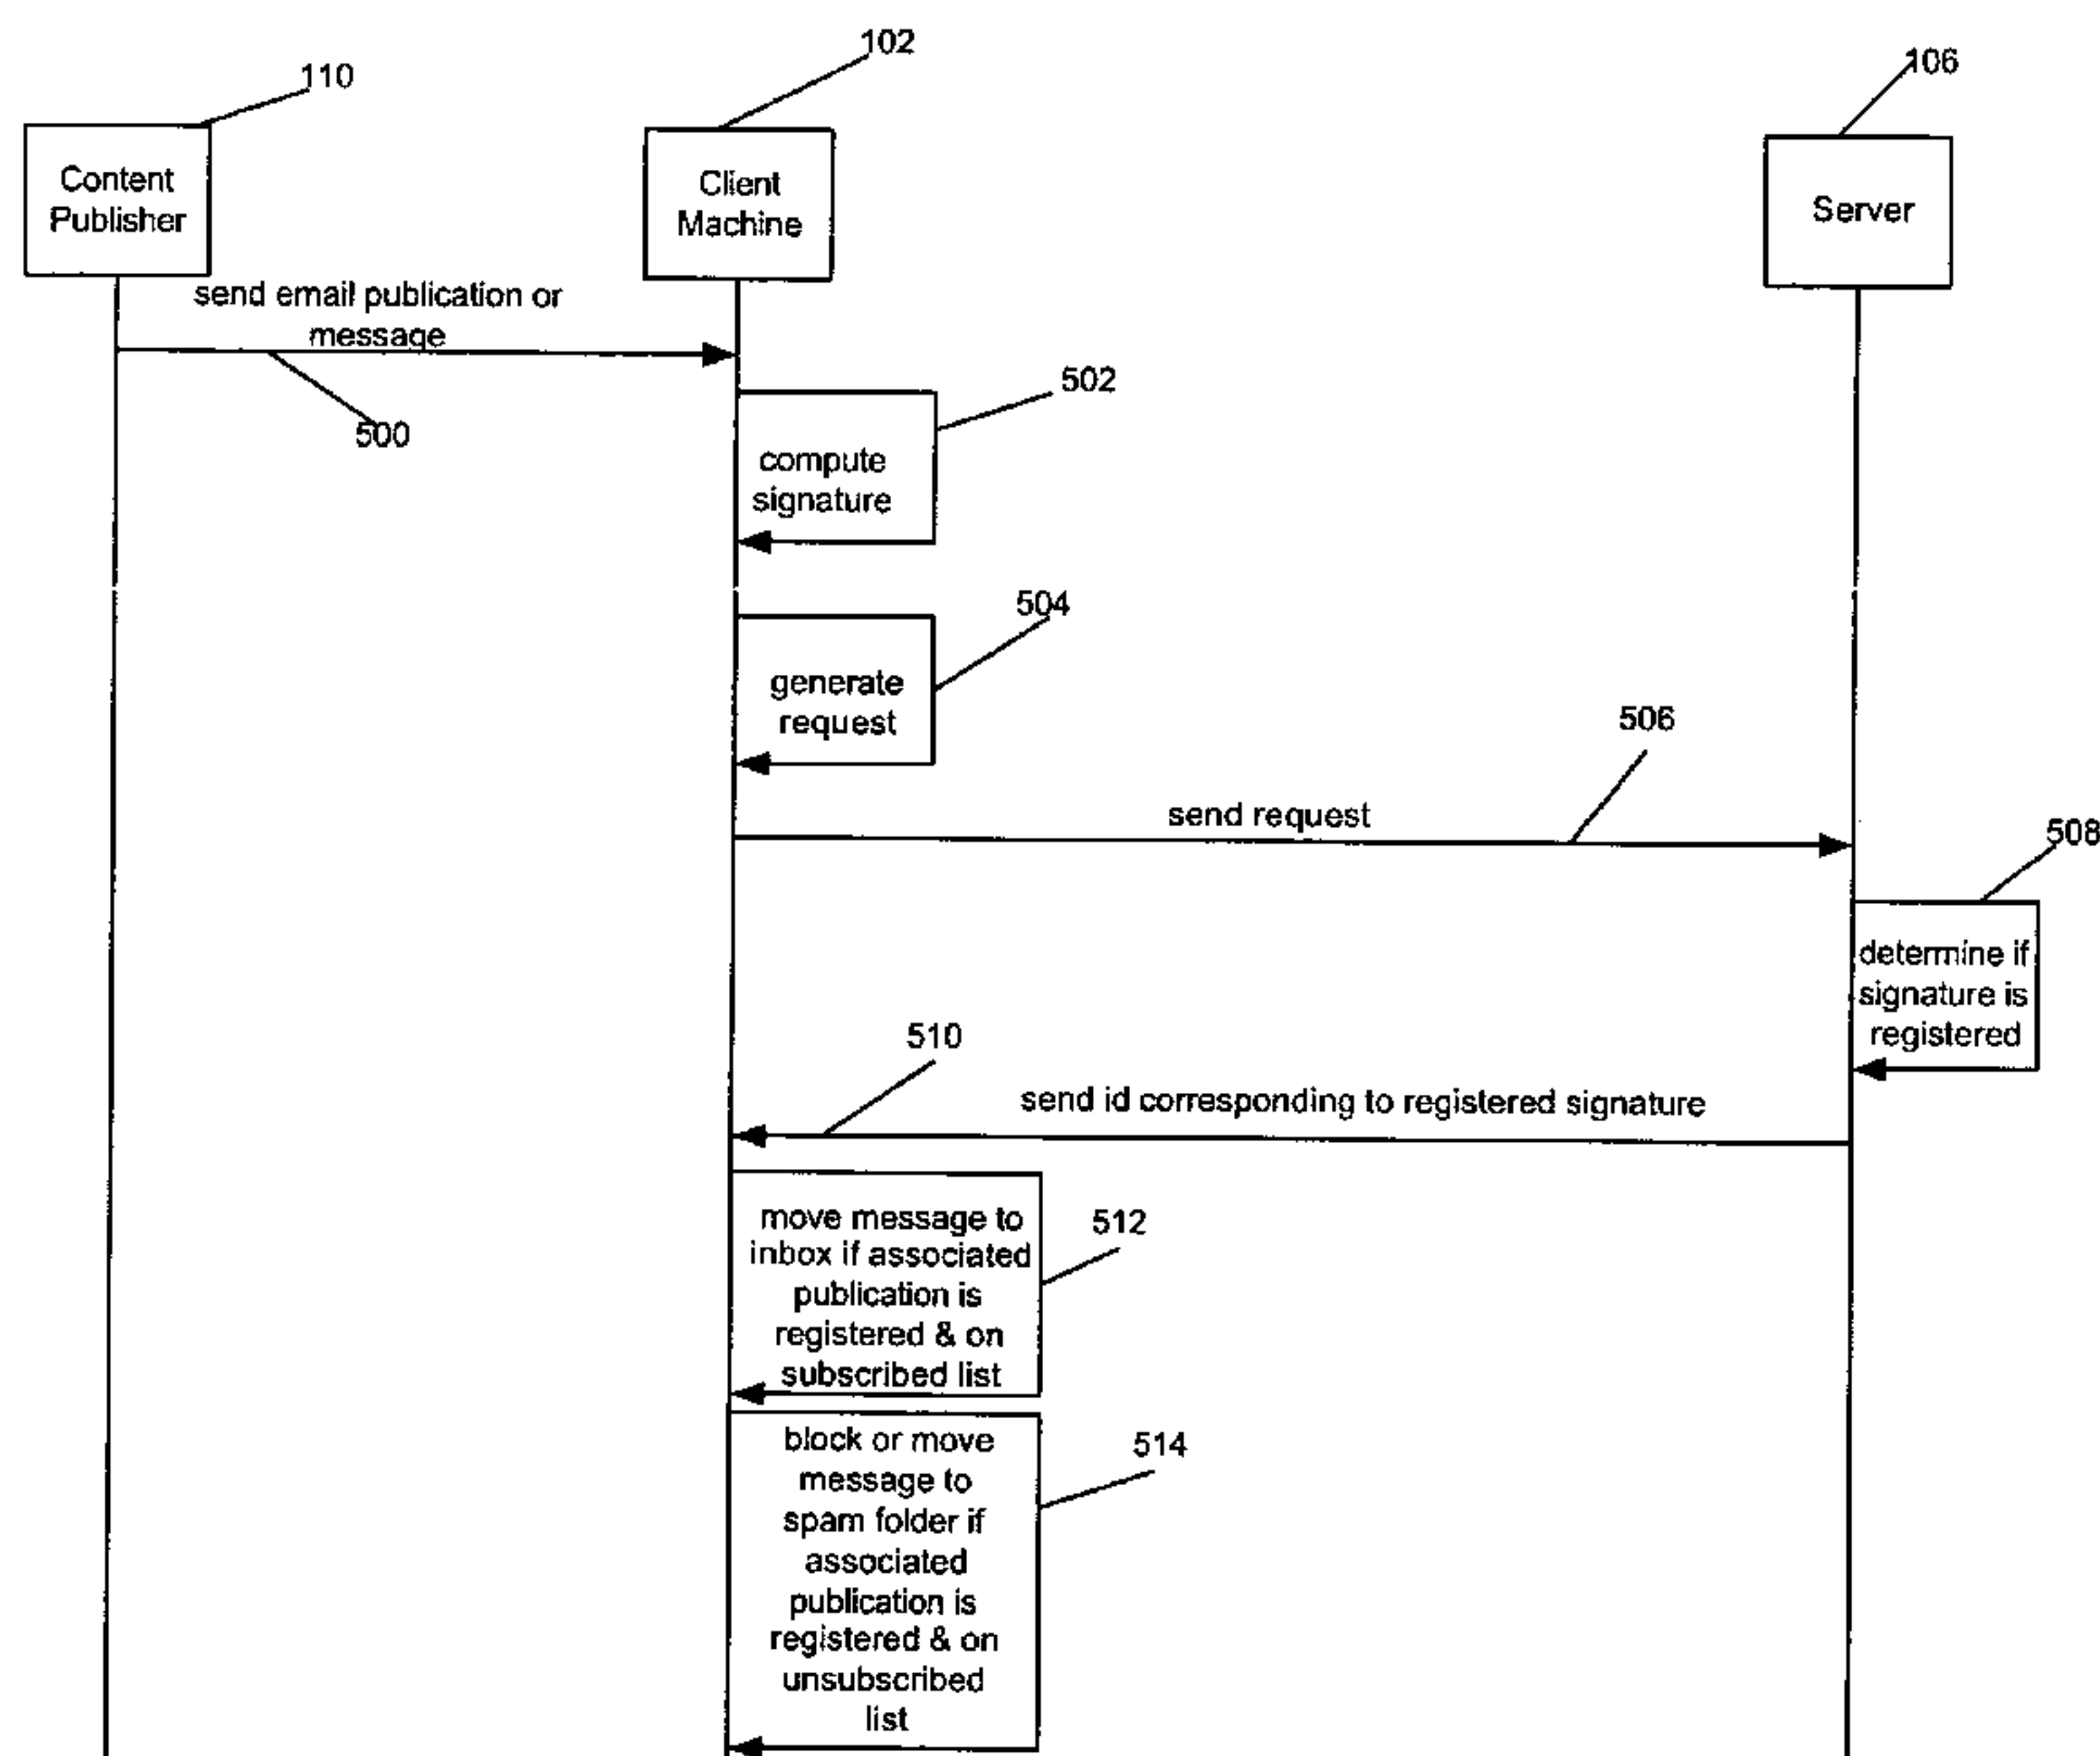 110
102
106
Content
Publisher
Client
Machine
Server
send email publication or
message
500
502
compute
signature
504
generate
request
506
send request
508
determine if
signature is
registered
510
send id corresponding to registered signature
512
move message to
inbox if associated
publication is
registered & on
subscribed list
514
block or move
message to
spam folder if
associated
publication is
registered & on
unsubscribed
list